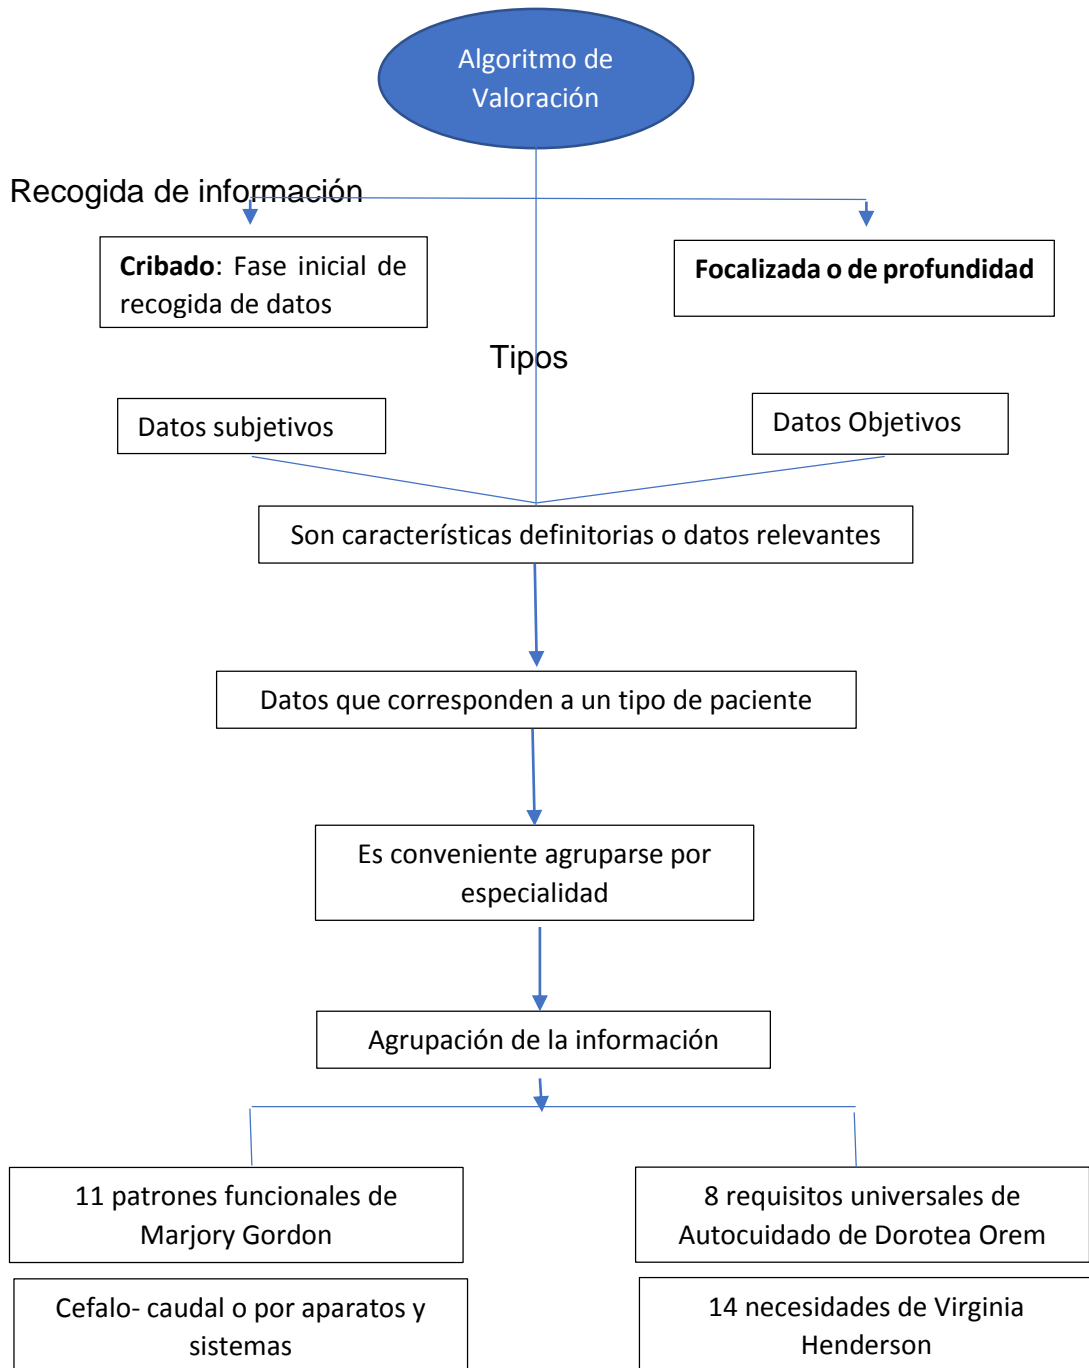 Algoritmo de
Valoración
Recogida de información
Cribado: Fase inicial de
recogida de datos
Focalizada o de profundidad
Tipos
Datos subjetivos
Datos Objetivos
Son características definitorias o datos relevantes
Datos que corresponden a un tipo de paciente
Es conveniente agruparse por
especialidad
Agrupación de la información
11 patrones funcionales de
Marjory Gordon
8 requisitos universales de
Autocuidado de Dorotea Orem
Cefalo- caudal o por aparatos y
sistemas
14 necesidades de Virginia
Henderson